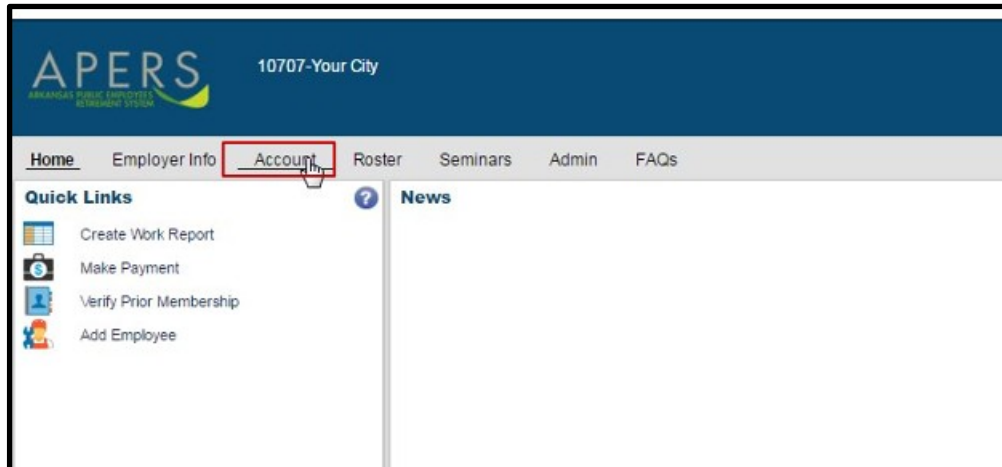 APERS
ARKANSAS PUBLIC EMPLOYEES
RETIREMENT SYSTEM
10707-Your City
Home Employer Info Account Roster Seminars Admin FAQs
Quick Links ? News
Create Work Report
Make Payment
Verify Prior Membership
Add Employee